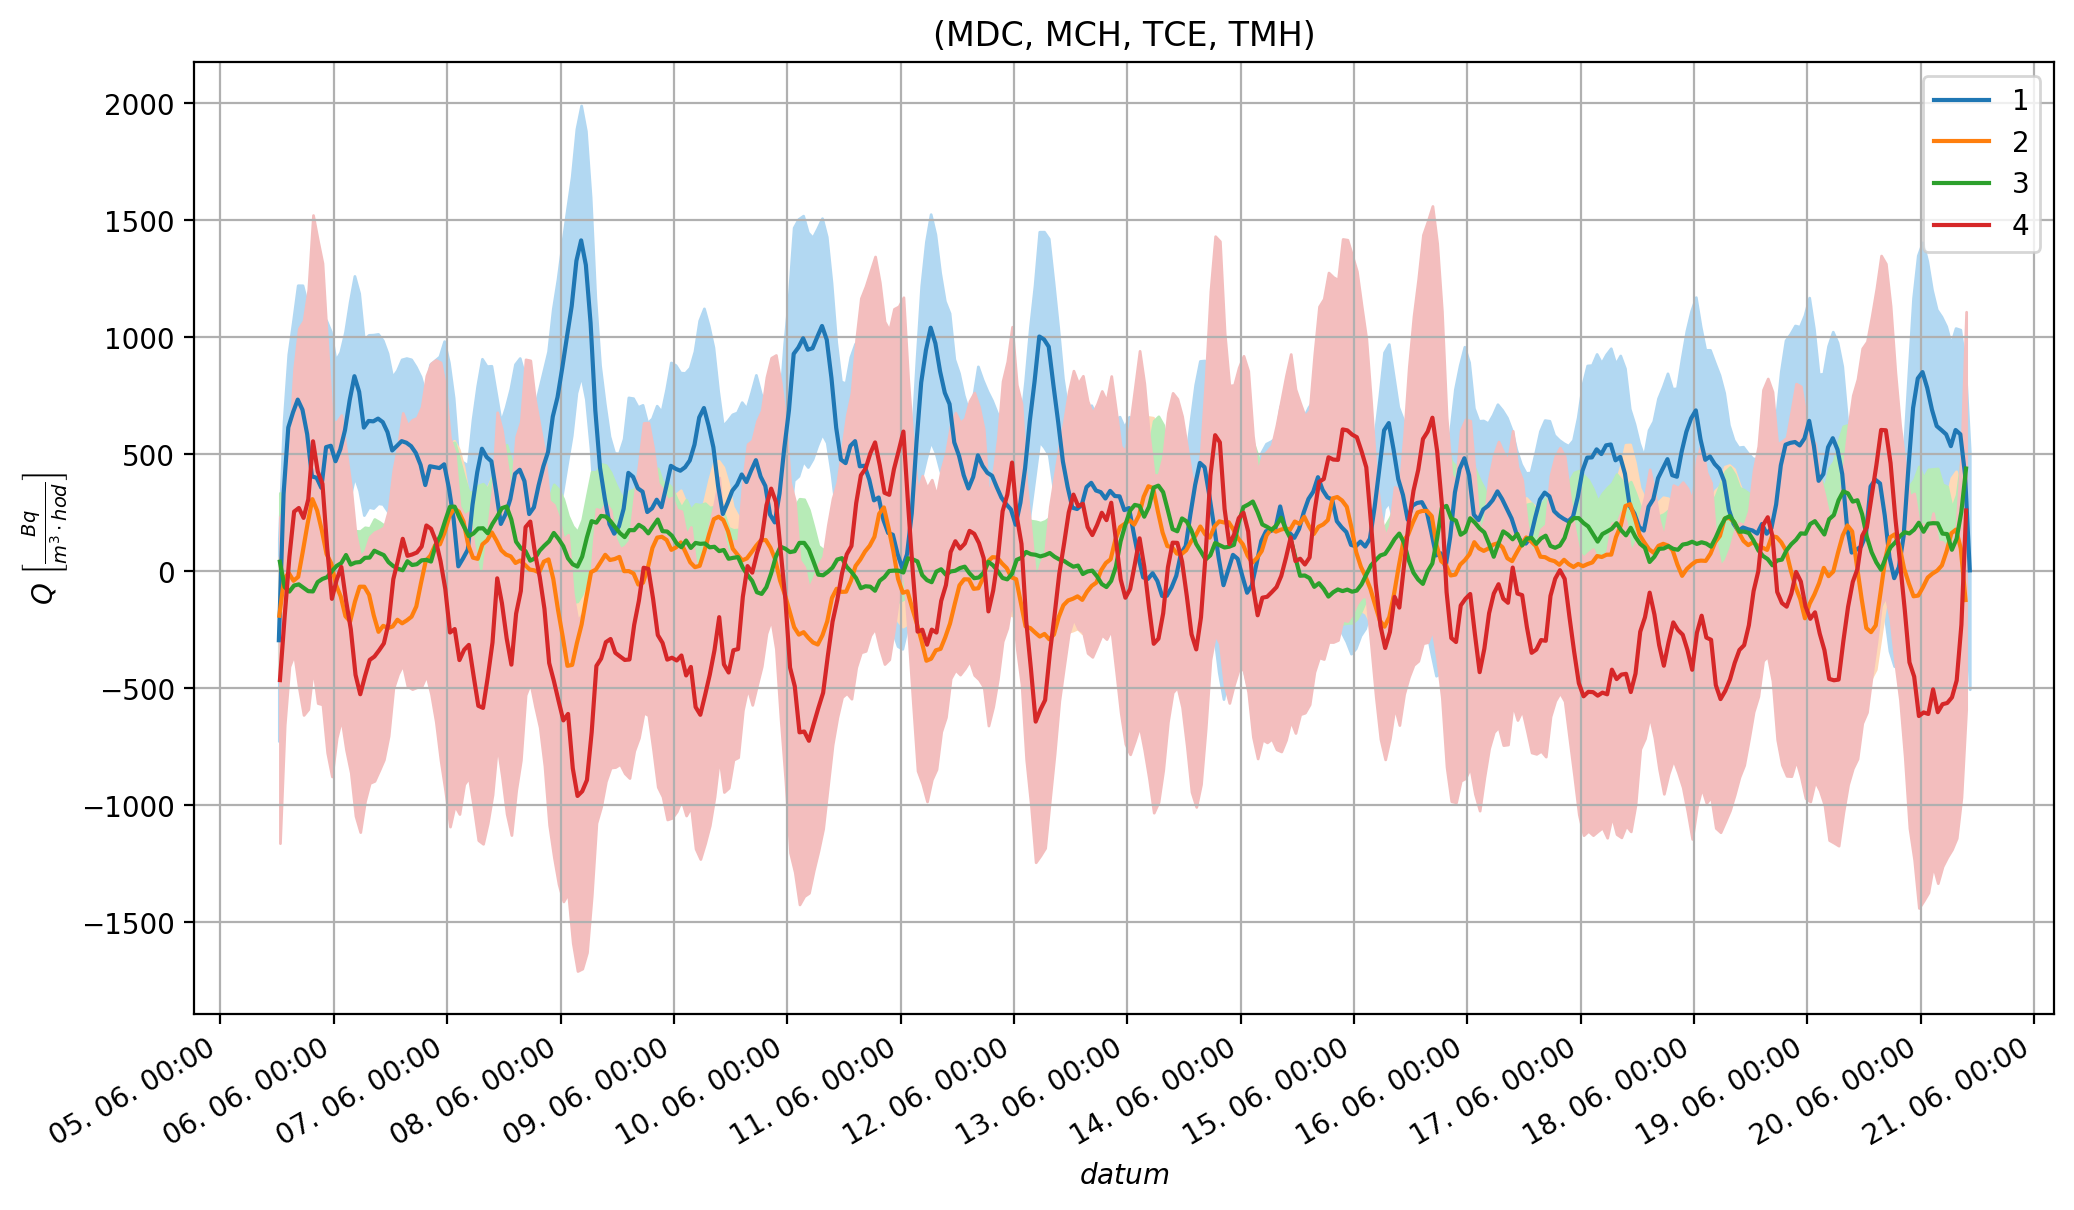 (MDC, MCH, TCE, TMH)
2000
1500
1000
500
0
−500
−1000
−1500
Q [Bq / m³ · hod]
1
2
3
4
05. 06. 00:00
06. 06. 00:00
07. 06. 00:00
08. 06. 00:00
09. 06. 00:00
10. 06. 00:00
11. 06. 00:00
12. 06. 00:00
13. 06. 00:00
14. 06. 00:00
15. 06. 00:00
16. 06. 00:00
17. 06. 00:00
18. 06. 00:00
19. 06. 00:00
20. 06. 00:00
21. 06. 00:00
datum